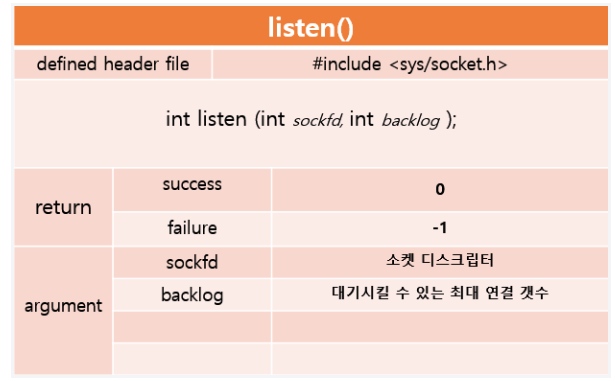 listen()
defined header file #include <sys/socket.h>
int listen (int sockfd, int backlog );
return success 0
failure -1
argument sockfd 소켓 디스크립터
backlog 대기시킬 수 있는 최대 연결 갯수